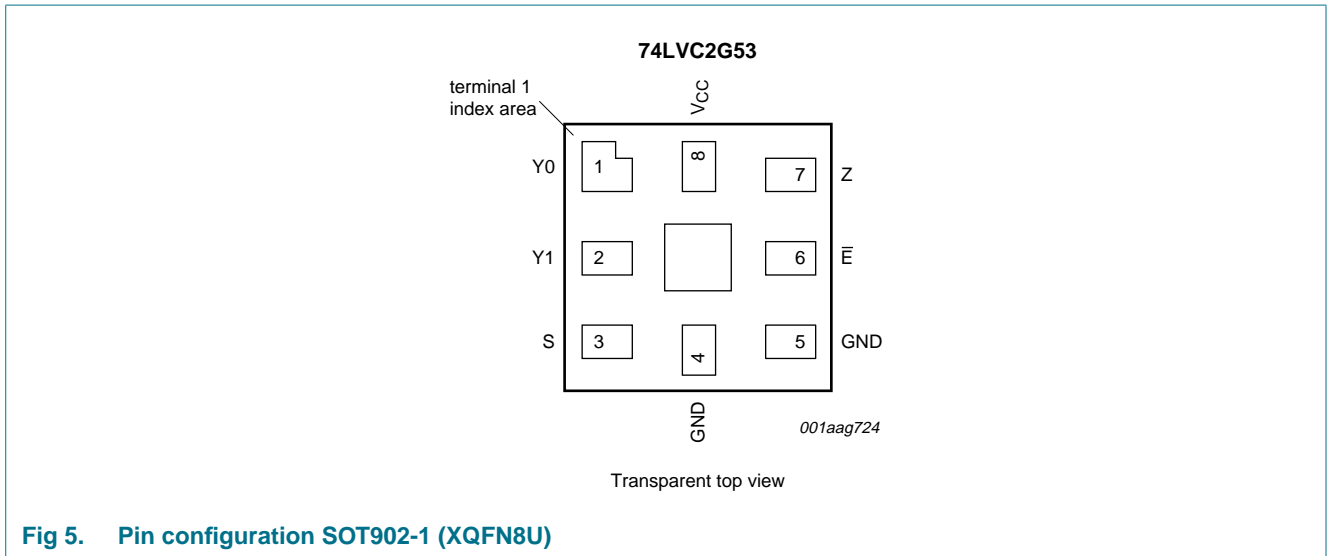 74LVC2G53
terminal 1
index area
VCC
Y0
1
8
7
Z
Y1
2
6
E̅
S
3
4
5
GND
GND
001aag724
Transparent top view
Fig 5. Pin configuration SOT902-1 (XQFN8U)